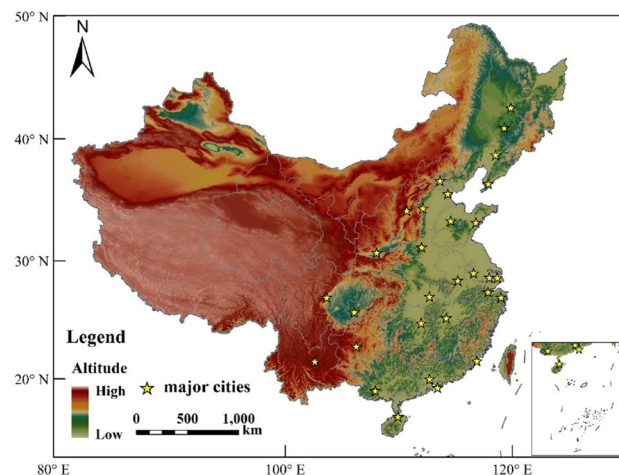 50° N
N
40° N
30° N
Legend
Altitude
High
major cities
20° N
Low
0
500
1,000
km
80° E
100° E
120° E